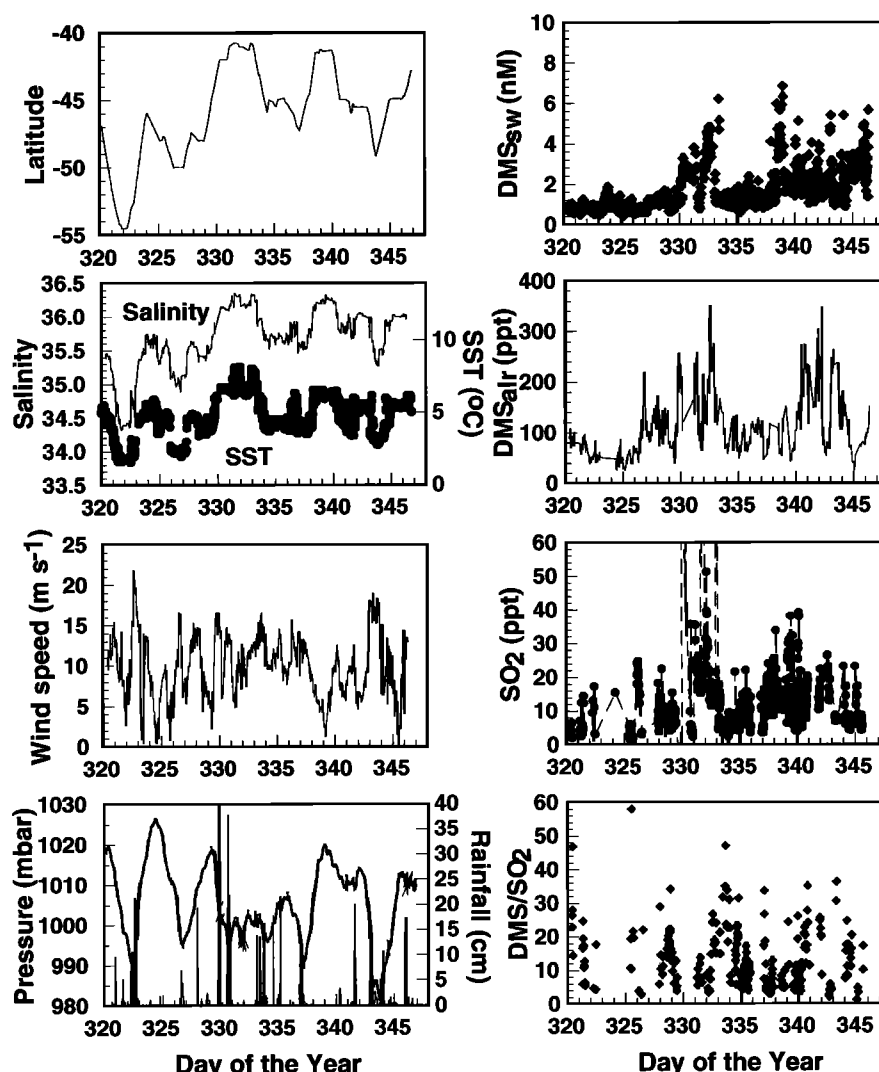 -40
-45
-50
-55
Latitude
320 325 330 335 340 345
10
8
6
4
2
0
DMSsw (nM)
320 325 330 335 340 345
36.5
36.0
35.5
35.0
34.5
34.0
33.5
Salinity
Salinity
SST
10
5
0
SST (oC)
320 325 330 335 340 345
400
300
200
100
0
DMSair (ppt)
320 325 330 335 340 345
25
20
15
10
5
0
Wind speed (m s-1)
320 325 330 335 340 345
60
50
40
30
20
10
0
SO2 (ppt)
320 325 330 335 340 345
1030
1020
1010
1000
990
980
Pressure (mbar)
40
35
30
25
20
15
10
5
0
Rainfall (cm)
320 325 330 335 340 345
Day of the Year
60
50
40
30
20
10
0
DMS/SO2
320 325 330 335 340 345
Day of the Year